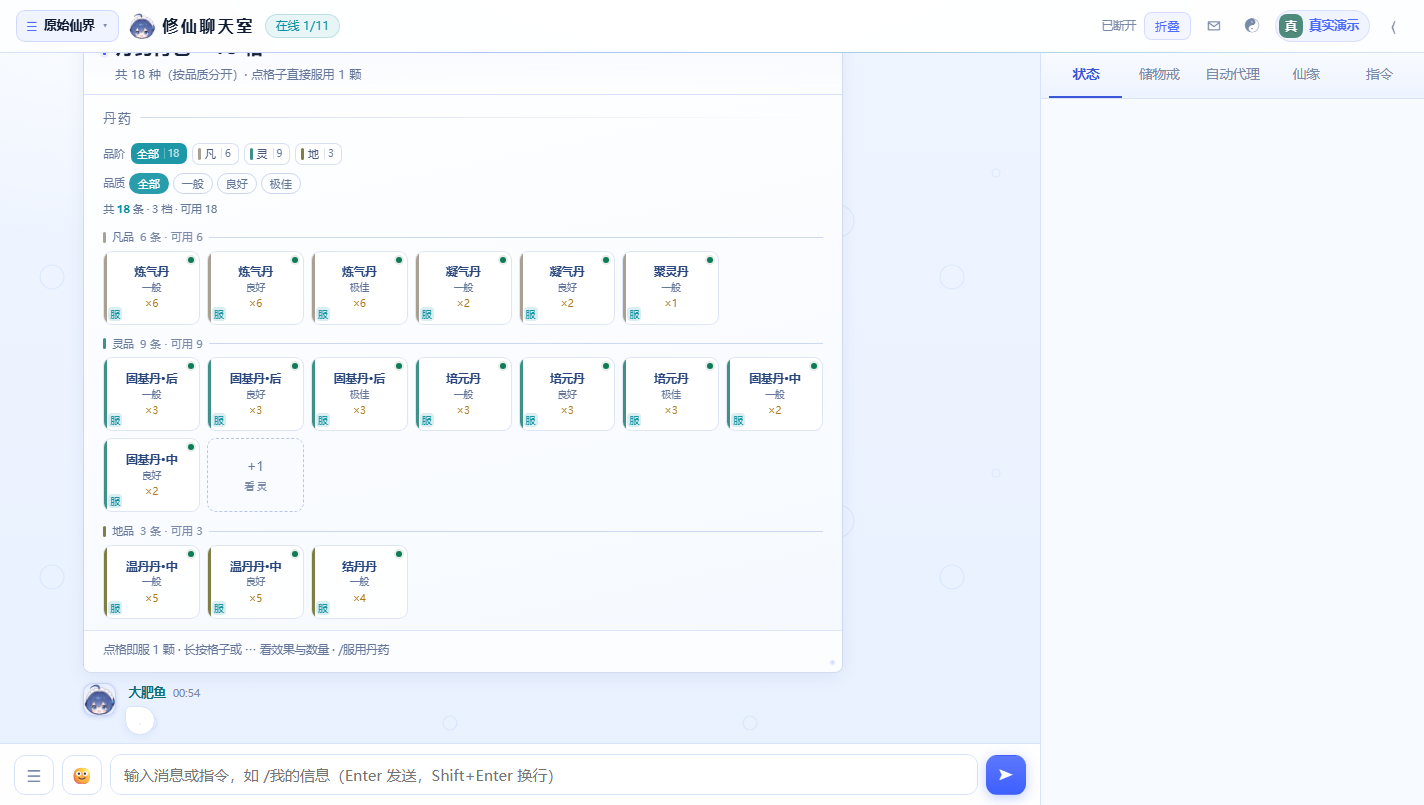 ☰ 原始仙界 修仙聊天室 在线 1/11 已断开 折叠 真 真实演示
状态 储物戒 自动代理 仙缘 指令
共 18 种（按品质分开）· 点格子直接服用 1 颗
丹药
品阶 全部 18 凡 6 灵 9 地 3
品质 全部 一般 良好 极佳
共 18 条 · 3 档 · 可用 18
凡品 6 条 · 可用 6
炼气丹 炼气丹 炼气丹 凝气丹 凝气丹 聚灵丹
一般 良好 极佳 一般 良好 一般
×6 ×6 ×6 ×2 ×2 ×1
服 服 服 服 服 服
灵品 9 条 · 可用 9
固基丹·后 固基丹·后 固基丹·后 培元丹 培元丹 培元丹 固基丹·中
一般 良好 极佳 一般 良好 极佳 一般
×3 ×3 ×3 ×3 ×3 ×3 ×2
服 服 服 服 服 服 服
固基丹·中 +1
良好 看 灵
×2
服
地品 3 条 · 可用 3
温丹丹·中 温丹丹·中 结丹丹
一般 良好 一般
×5 ×5 ×4
服 服 服
点格即服 1 颗 · 长按格子或 ⋯ 看效果与数量 · /服用丹药
大肥鱼 00:54
输入消息或指令，如 /我的信息（Enter 发送，Shift+Enter 换行）